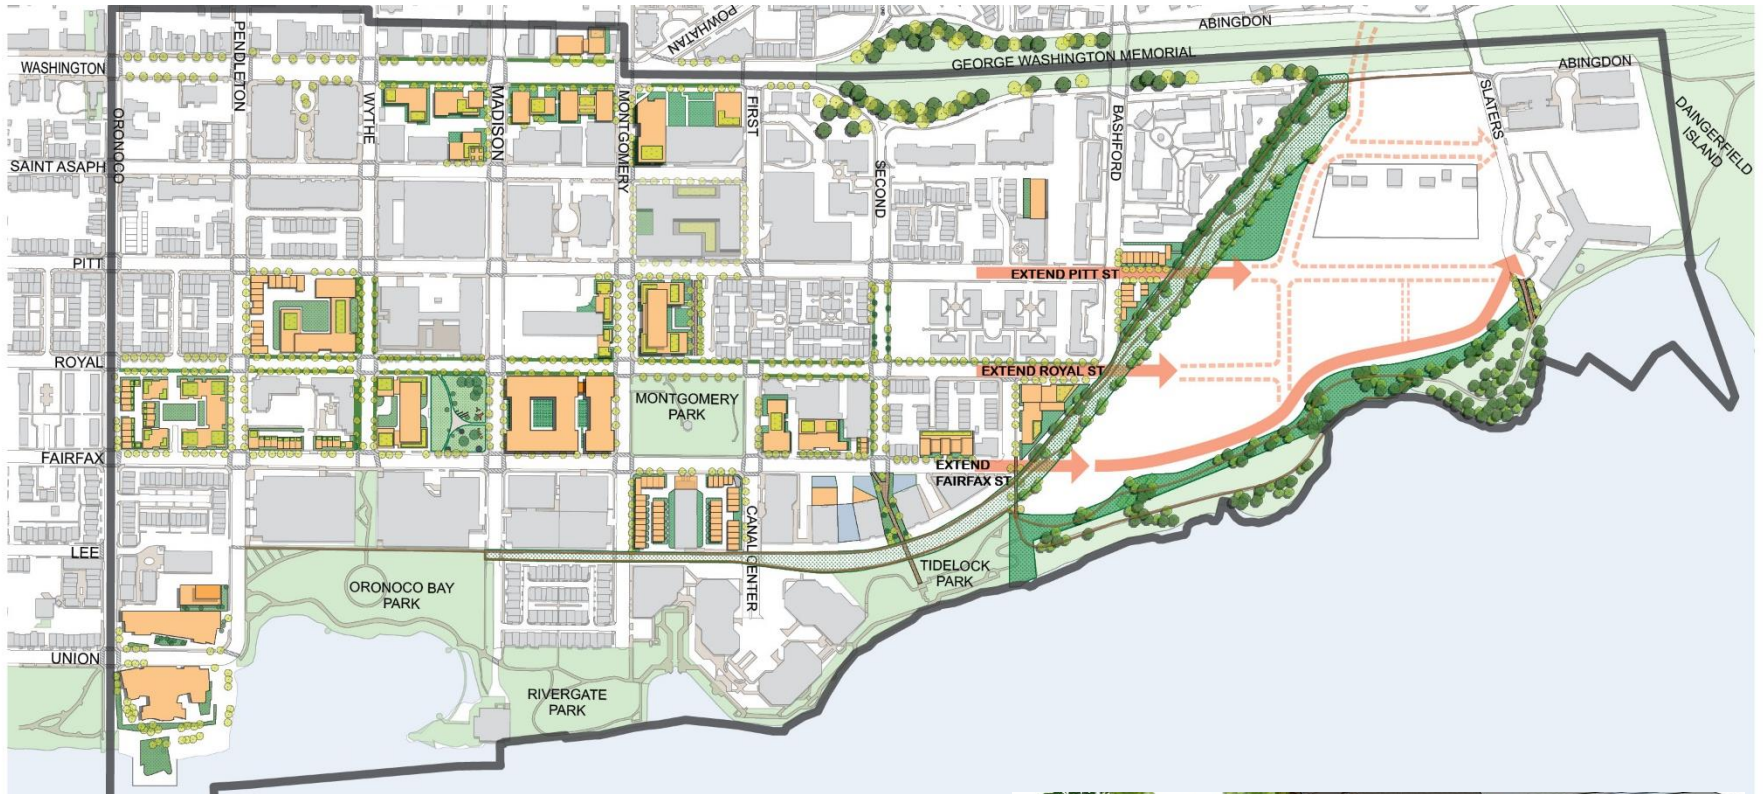 ABINGDON
POWHATAN
GEORGE WASHINGTON MEMORIAL
ABINGDON
WASHINGTON
PENDLETON
ORONOCO
WYTHE
MADISON
MONTGOMERY
FIRST
SECOND
BASHFORD
SLATERS
DAINGERFIELD
ISLAND
SAINT ASAPH
PITT
EXTEND PITT ST
ROYAL
EXTEND ROYAL ST
MONTGOMERY
PARK
FAIRFAX
EXTEND
FAIRFAX ST
CANAL CENTER
LEE
ORONOCO BAY
PARK
TIDELOCK
PARK
UNION
RIVERGATE
PARK